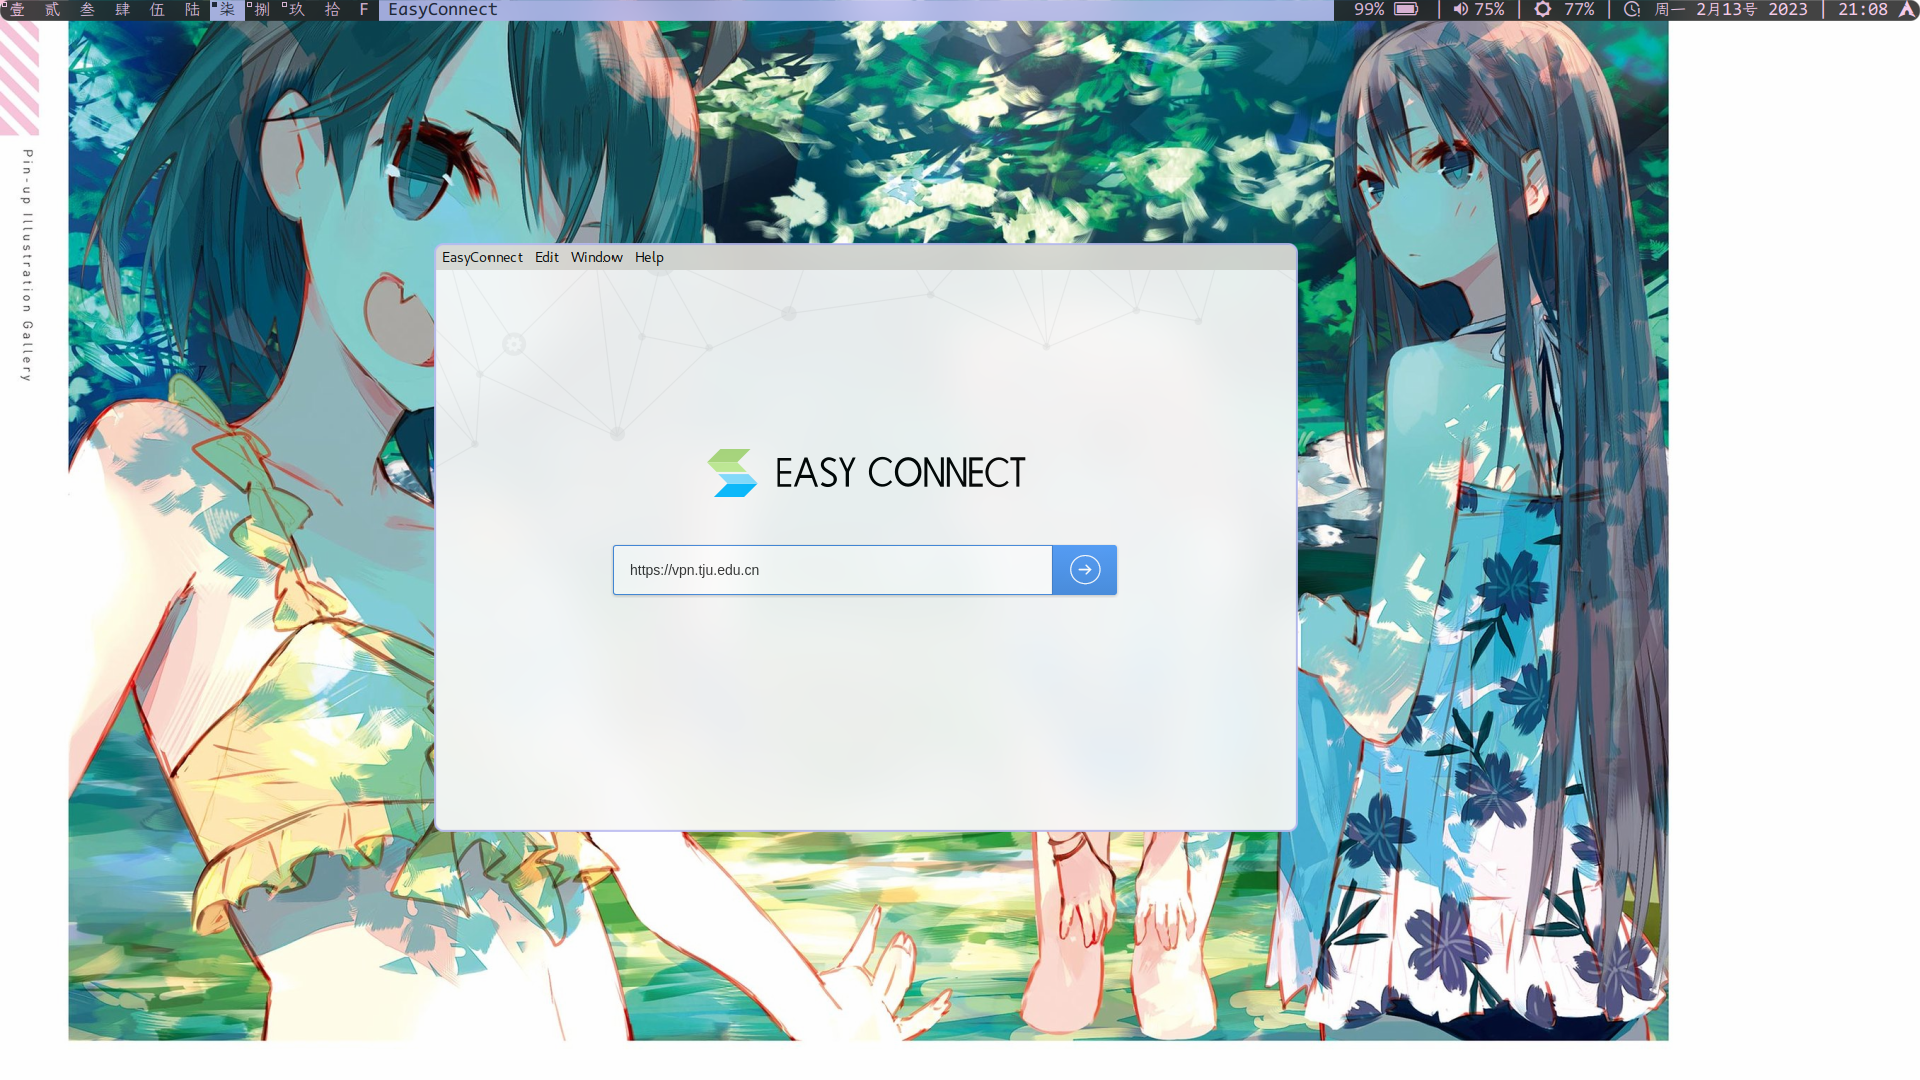 壹 贰 叁 肆 伍 陆 柒 捌 玖 拾 F EasyConnect 99% | 75% | 77% | 周一 2月13号 2023 | 21:08
Pin-up Illustration Gallery
EasyConnect Edit Window Help
EASY CONNECT
https://vpn.tju.edu.cn